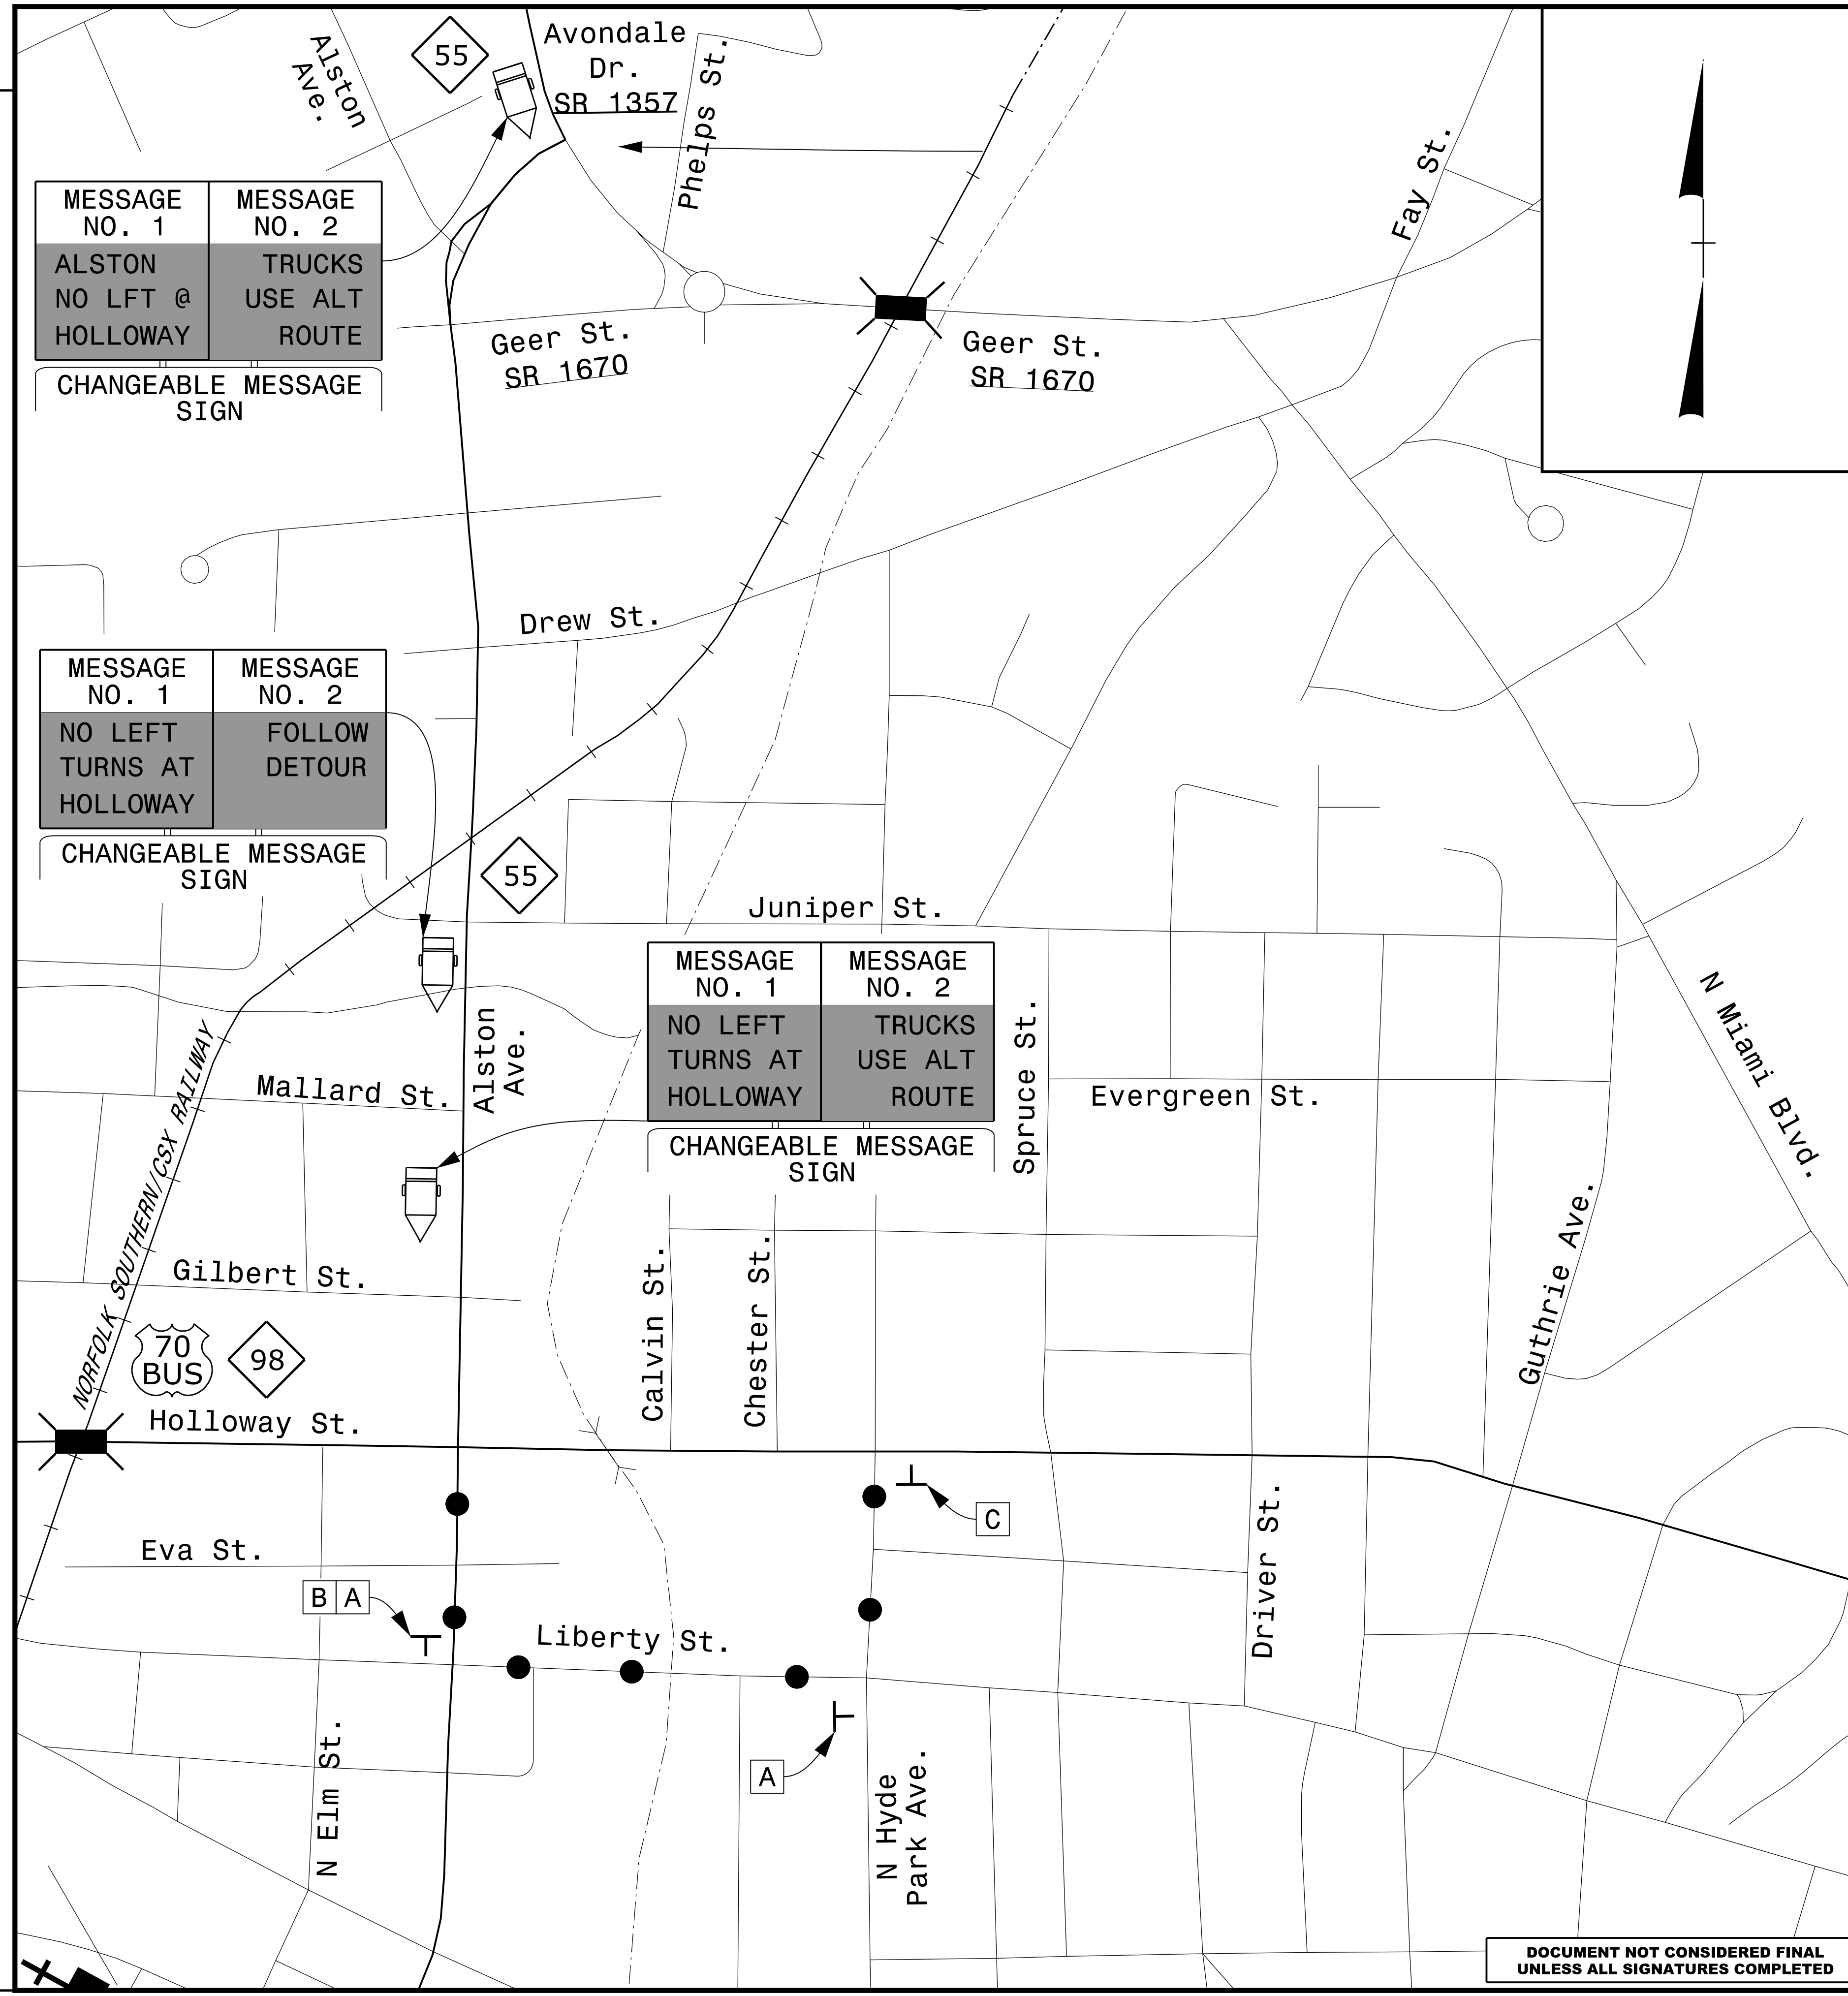 Alston
Ave.
55
Avondale
Dr.
SR 1357
Phelps St.
Fay St.
MESSAGE
NO. 1
MESSAGE
NO. 2
ALSTON
NO LFT @
HOLLOWAY
TRUCKS
USE ALT
ROUTE
CHANGEABLE MESSAGE
SIGN
Geer St.
SR 1670
Geer St.
SR 1670
Drew St.
MESSAGE
NO. 1
MESSAGE
NO. 2
NO LEFT
TURNS AT
HOLLOWAY
FOLLOW
DETOUR
CHANGEABLE MESSAGE
SIGN
55
Juniper St.
MESSAGE
NO. 1
MESSAGE
NO. 2
NO LEFT
TURNS AT
HOLLOWAY
TRUCKS
USE ALT
ROUTE
CHANGEABLE MESSAGE
SIGN
Alston
Ave.
Spruce St.
N Miami Blvd.
NORFOLK SOUTHERN/CSX RAILWAY
Mallard St.
Evergreen St.
Gilbert St.
Calvin St.
Chester St.
Guthrie Ave.
70
BUS
98
Holloway St.
C
Eva St.
B A
Liberty St.
Driver St.
A
N Elm St.
N Hyde
Park Ave.
DOCUMENT NOT CONSIDERED FINAL
UNLESS ALL SIGNATURES COMPLETED